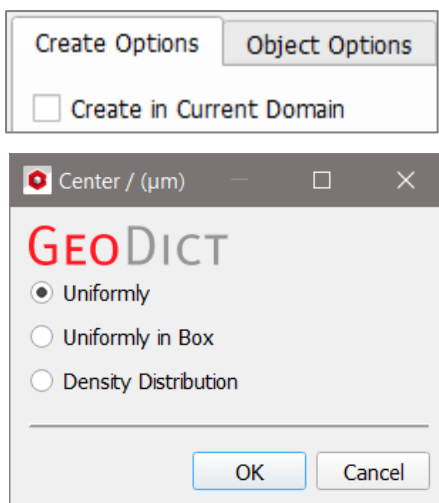 Create Options Object Options
Create in Current Domain
Center / (µm)
GEODICT
Uniformly
Uniformly in Box
Density Distribution
OK Cancel